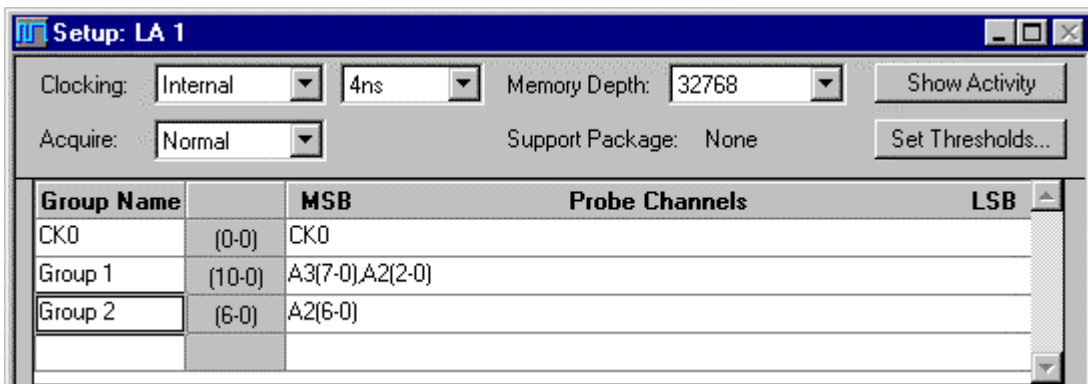 Setup: LA 1
Clocking: Internal 4ns Memory Depth: 32768 Show Activity
Acquire: Normal Support Package: None Set Thresholds...
Group Name MSB Probe Channels LSB
CK0 (0-0) CK0
Group 1 (10-0) A3(7-0),A2(2-0)
Group 2 (6-0) A2(6-0)